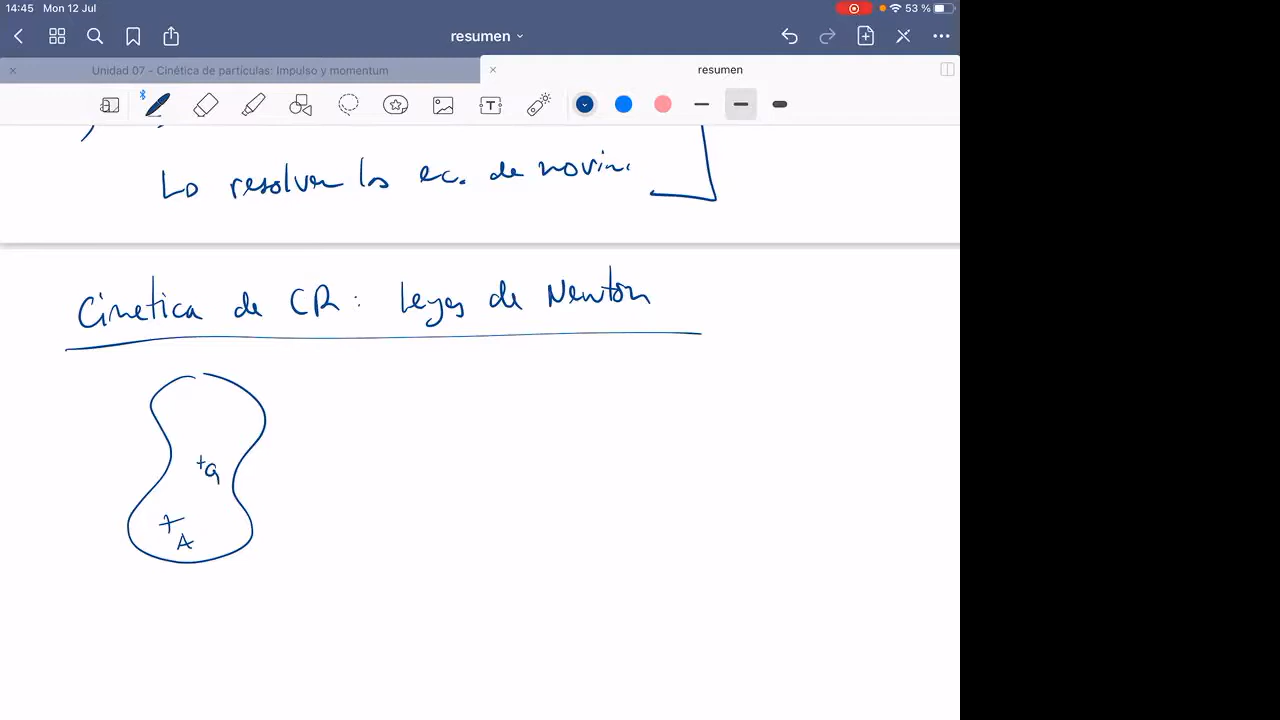 14:45 Mon 12 Jul
53 %
resumen
Unidad 07 - Cinética de partículas: Impulso y momentum
resumen
Lo resolver los ec. de movim.
Cinetica de CR: Leyes de Newton
G
A